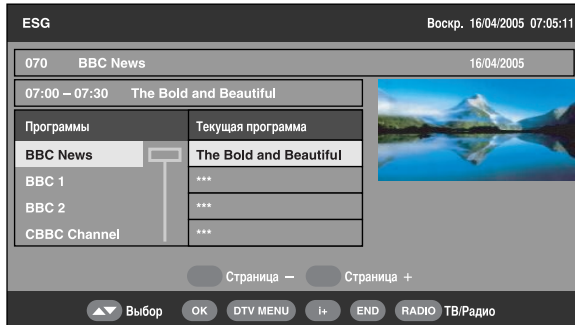 ESG Воскр. 16/04/2005 07:05:11
070 BBC News 16/04/2005
07:00 – 07:30 The Bold and Beautiful
Программы Текущая программа
BBC News The Bold and Beautiful
BBC 1 ***
BBC 2 ***
CBBC Channel ***
Страница – Страница +
Выбор OK DTV MENU i+ END RADIO ТВ/Радио